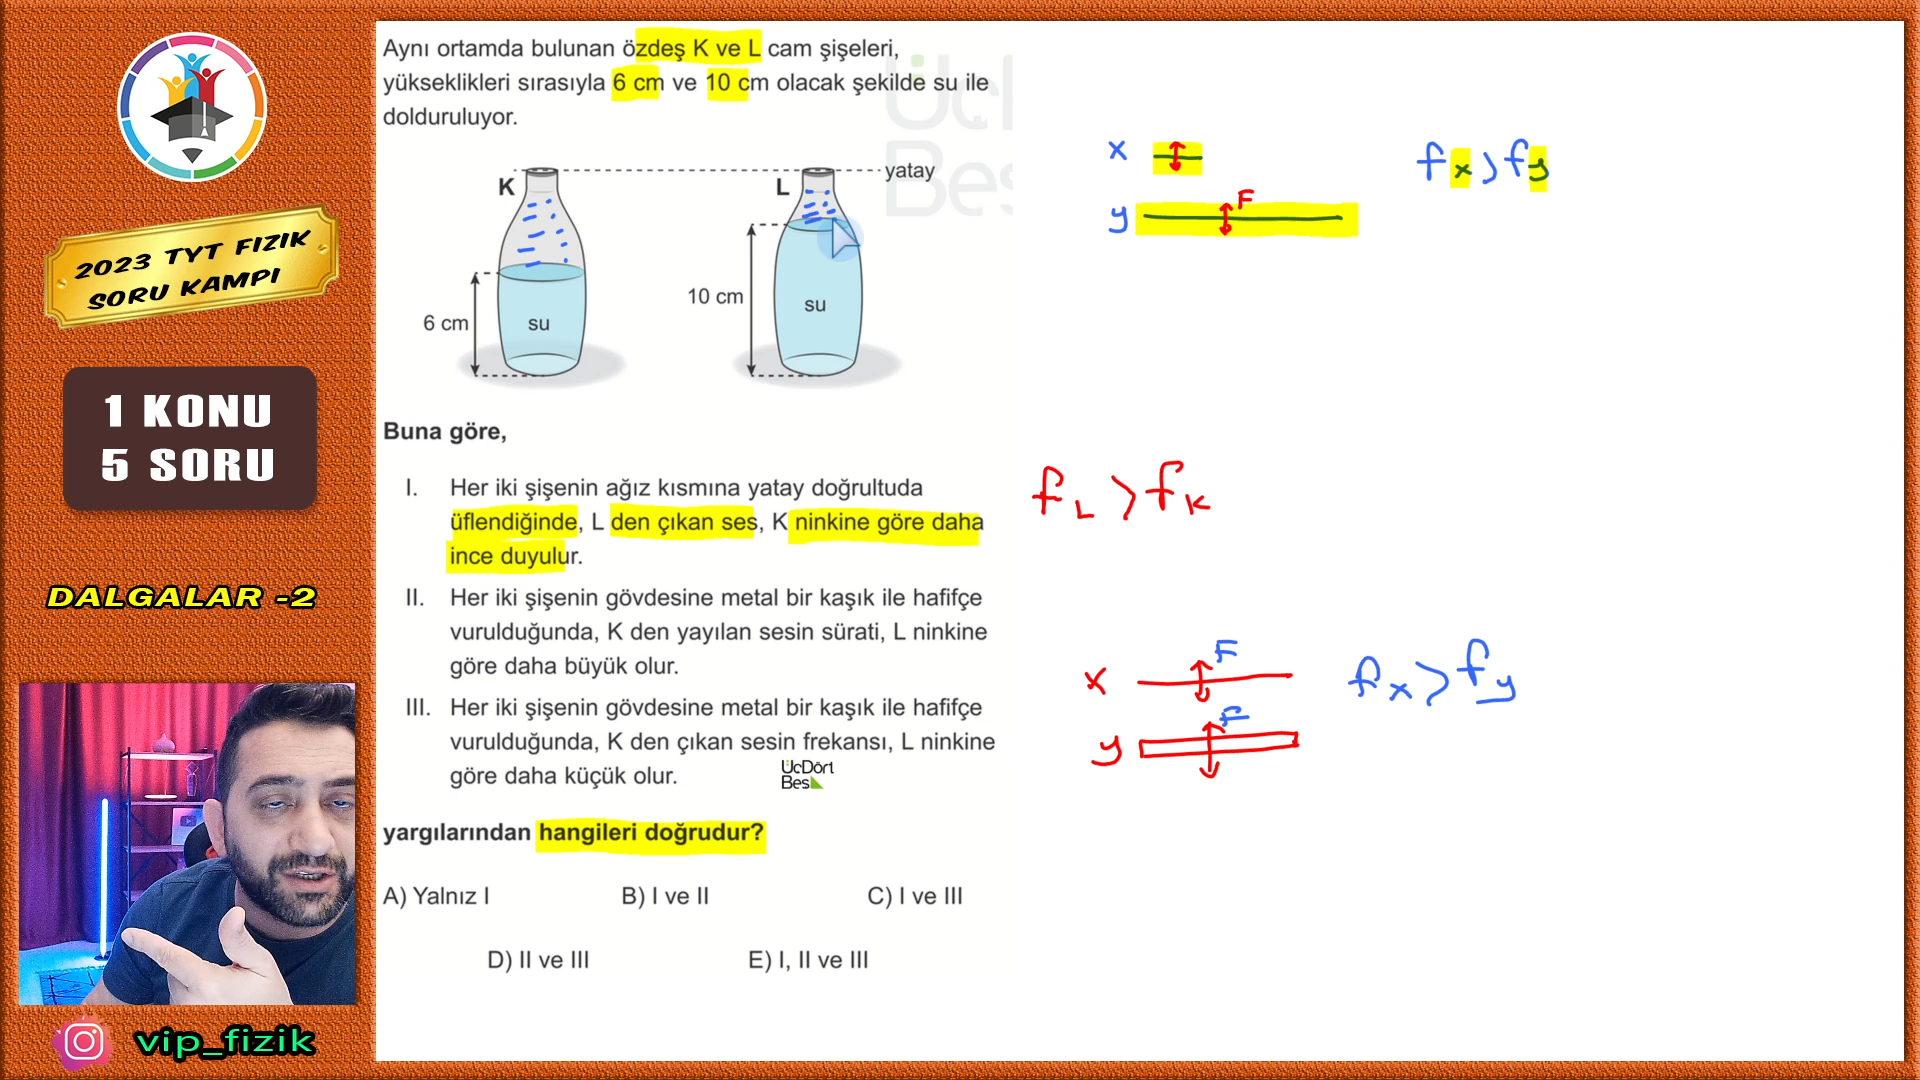 2023 TYT FIZIK
SORU KAMPI
1 KONU
5 SORU
DALGALAR -2
vip_fizik
Aynı ortamda bulunan özdeş K ve L cam şişeleri,
yükseklikleri sırasıyla 6 cm ve 10 cm olacak şekilde su ile
dolduruluyor.
K
L
yatay
6 cm
su
10 cm
su
Buna göre,
I. Her iki şişenin ağız kısmına yatay doğrultuda
üflendiğinde, L den çıkan ses, K ninkine göre daha
ince duyulur.
II. Her iki şişenin gövdesine metal bir kaşık ile hafifçe
vurulduğunda, K den yayılan sesin sürati, L ninkine
göre daha büyük olur.
III. Her iki şişenin gövdesine metal bir kaşık ile hafifçe
vurulduğunda, K den çıkan sesin frekansı, L ninkine
göre daha küçük olur.
ÜçDört
Beş
yargılarından hangileri doğrudur?
A) Yalnız I B) I ve II C) I ve III
D) II ve III E) I, II ve III
x
fx > fy
y F
fL > fK
x F
fx > fy
y F